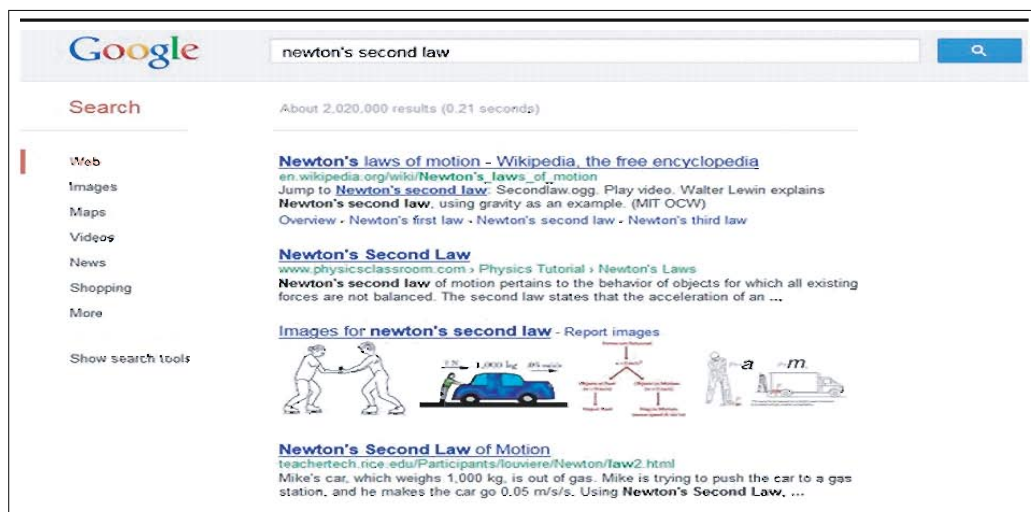 Google
newton's second law
Search
About 2,020,000 results (0.21 seconds)
Web
Images
Maps
Videos
News
Shopping
More
Show search tools
Newton's laws of motion - Wikipedia, the free encyclopedia
en.wikipedia.org/wiki/Newton's_laws_of_motion
Jump to Newton's second law: Secondlaw.ogg. Play video. Walter Lewin explains
Newton's second law, using gravity as an example. (MIT OCW)
Overview - Newton's first law - Newton's second law - Newton's third law
Newton's Second Law
www.physicsclassroom.com › Physics Tutorial › Newton's Laws
Newton's second law of motion pertains to the behavior of objects for which all existing
forces are not balanced. The second law states that the acceleration of an ...
Images for newton's second law - Report images
1,000 kg
a m
Newton's Second Law of Motion
teachertech.rice.edu/Participants/louviere/Newton/law2.html
Mike's car, which weighs 1,000 kg, is out of gas. Mike is trying to push the car to a gas
station, and he makes the car go 0.05 m/s/s. Using Newton's Second Law, ...